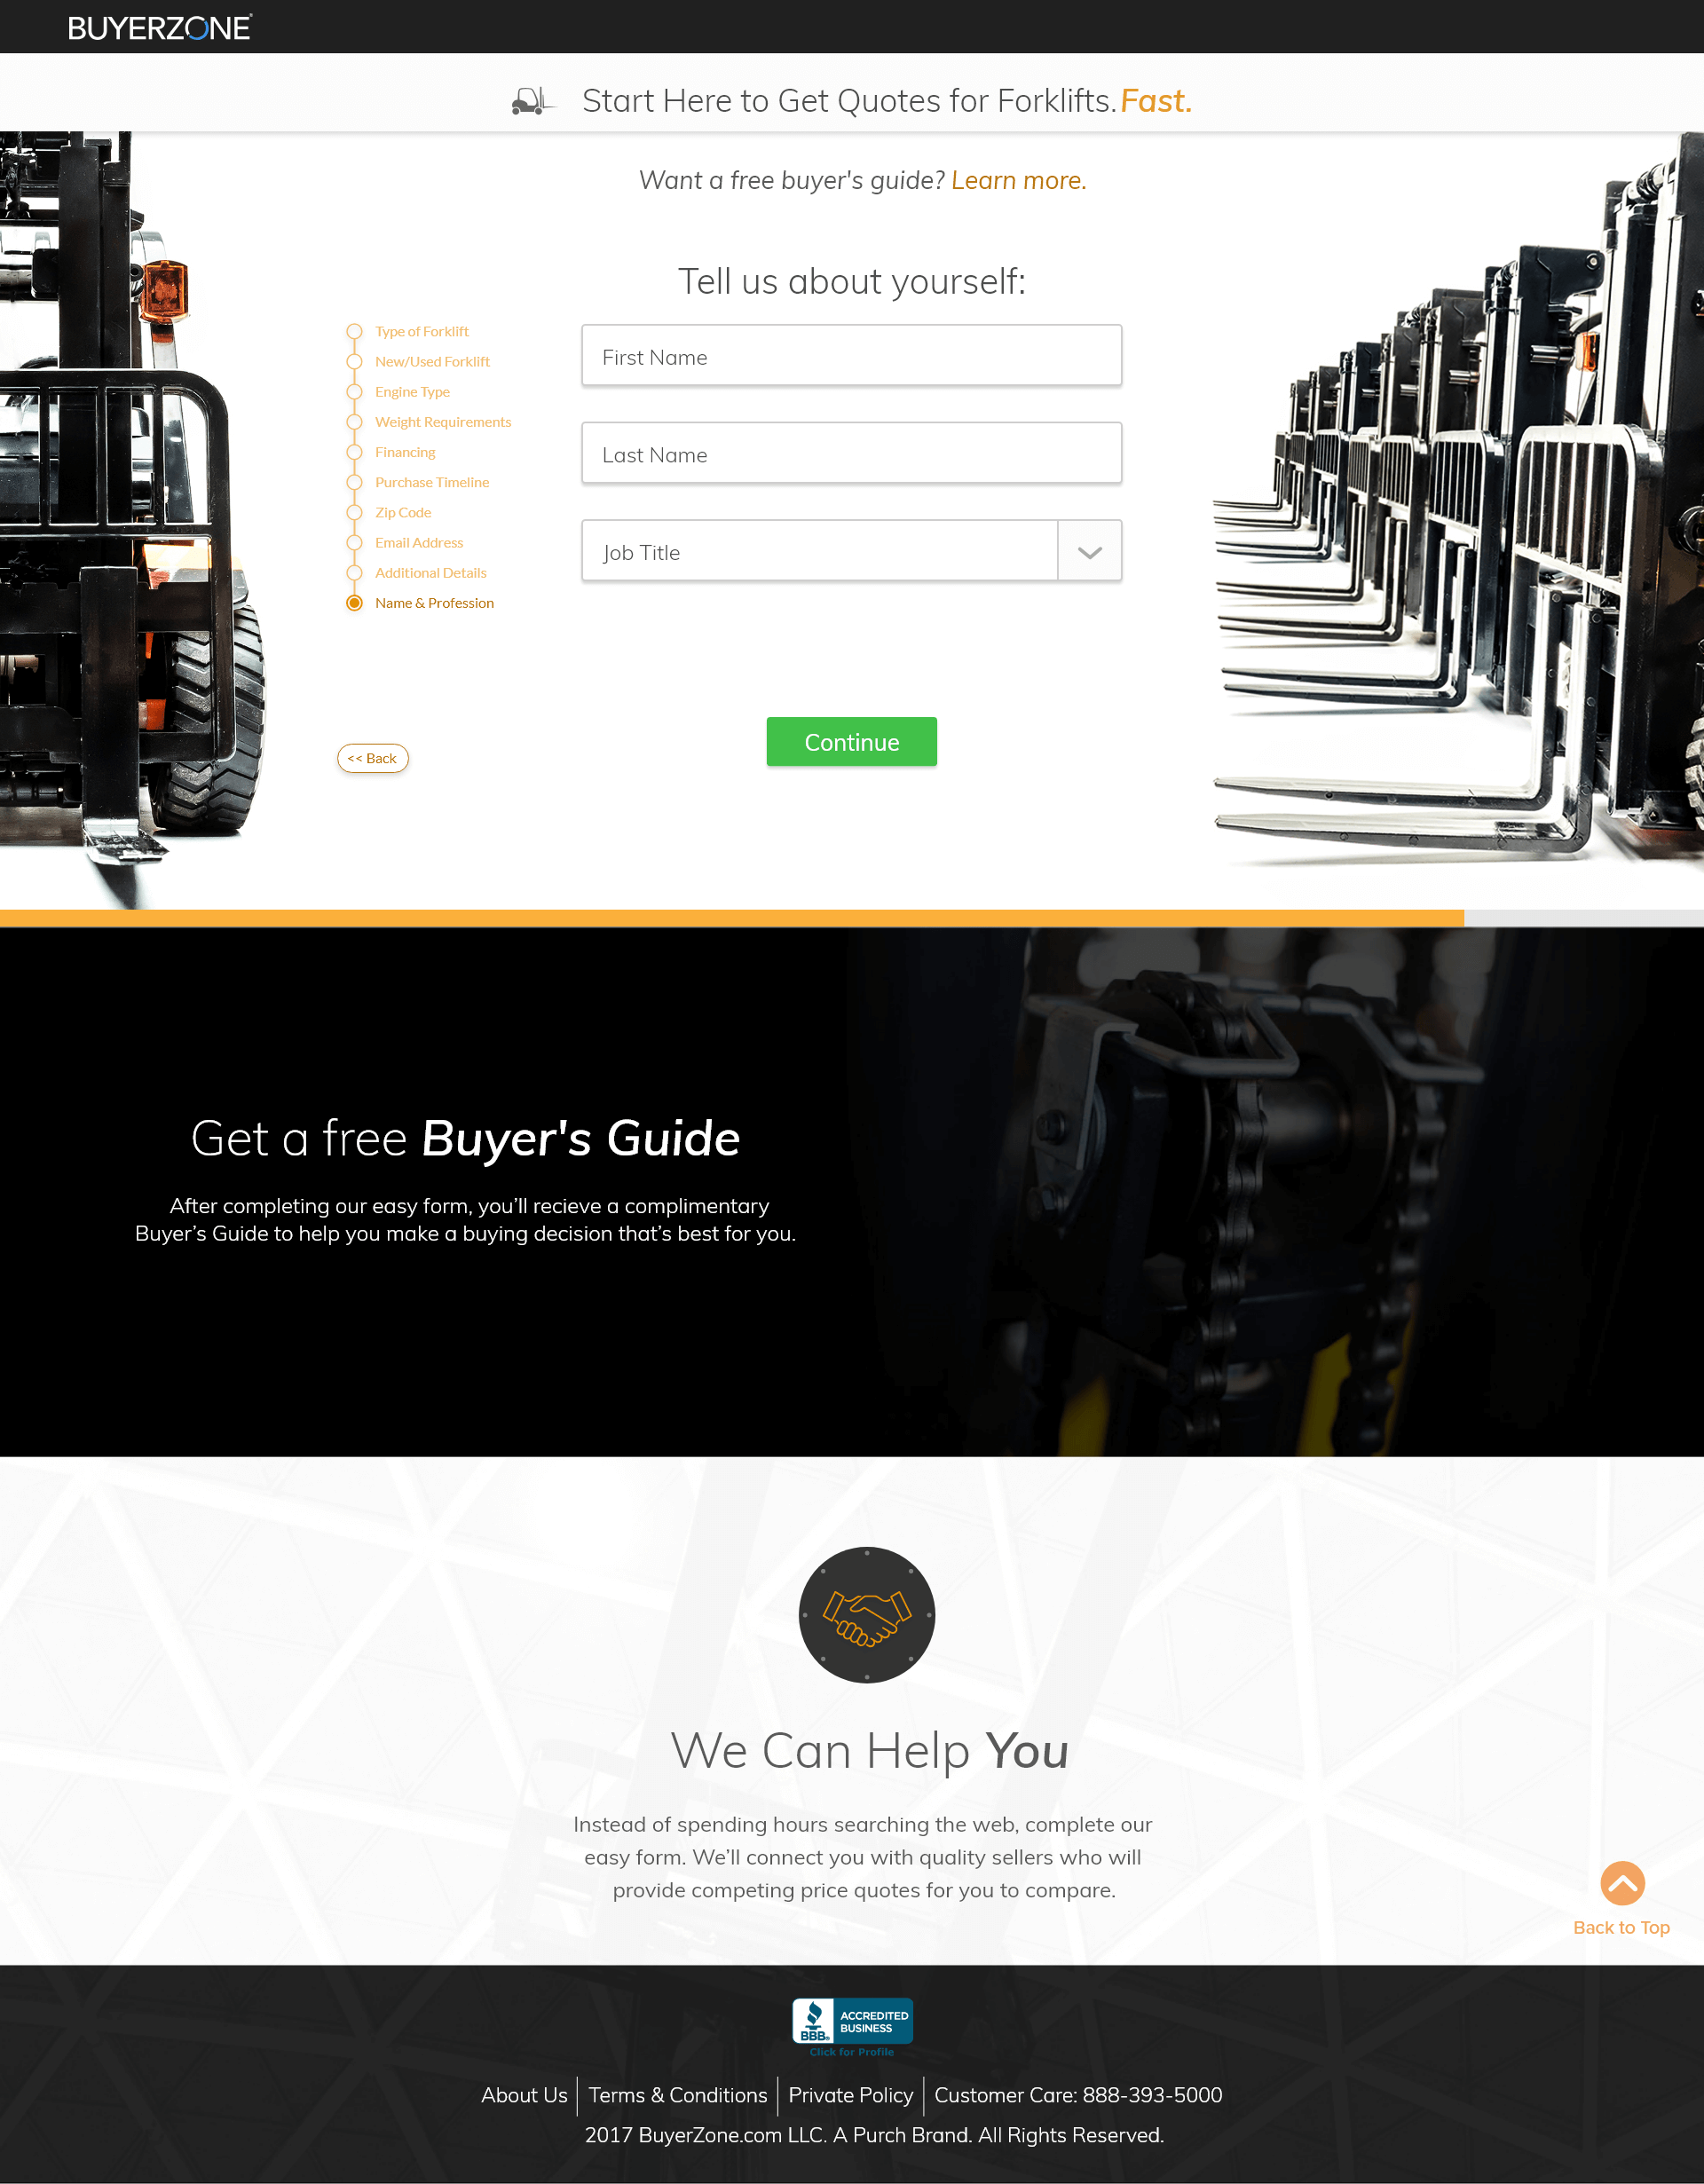 BUYERZONE
Start Here to Get Quotes for Forklifts. Fast.
Want a free buyer's guide? Learn more.
Tell us about yourself:
Type of Forklift
New/Used Forklift
Engine Type
Weight Requirements
Financing
Purchase Timeline
Zip Code
Email Address
Additional Details
Name & Profession
First Name
Last Name
Job Title
<< Back
Continue
Get a free Buyer's Guide
After completing our easy form, you’ll recieve a complimentary
Buyer’s Guide to help you make a buying decision that’s best for you.
We Can Help You
Instead of spending hours searching the web, complete our
easy form. We’ll connect you with quality sellers who will
provide competing price quotes for you to compare.
Back to Top
BBB.
ACCREDITED
BUSINESS
Click for Profile
About Us | Terms & Conditions | Private Policy | Customer Care: 888-393-5000
2017 BuyerZone.com LLC. A Purch Brand. All Rights Reserved.